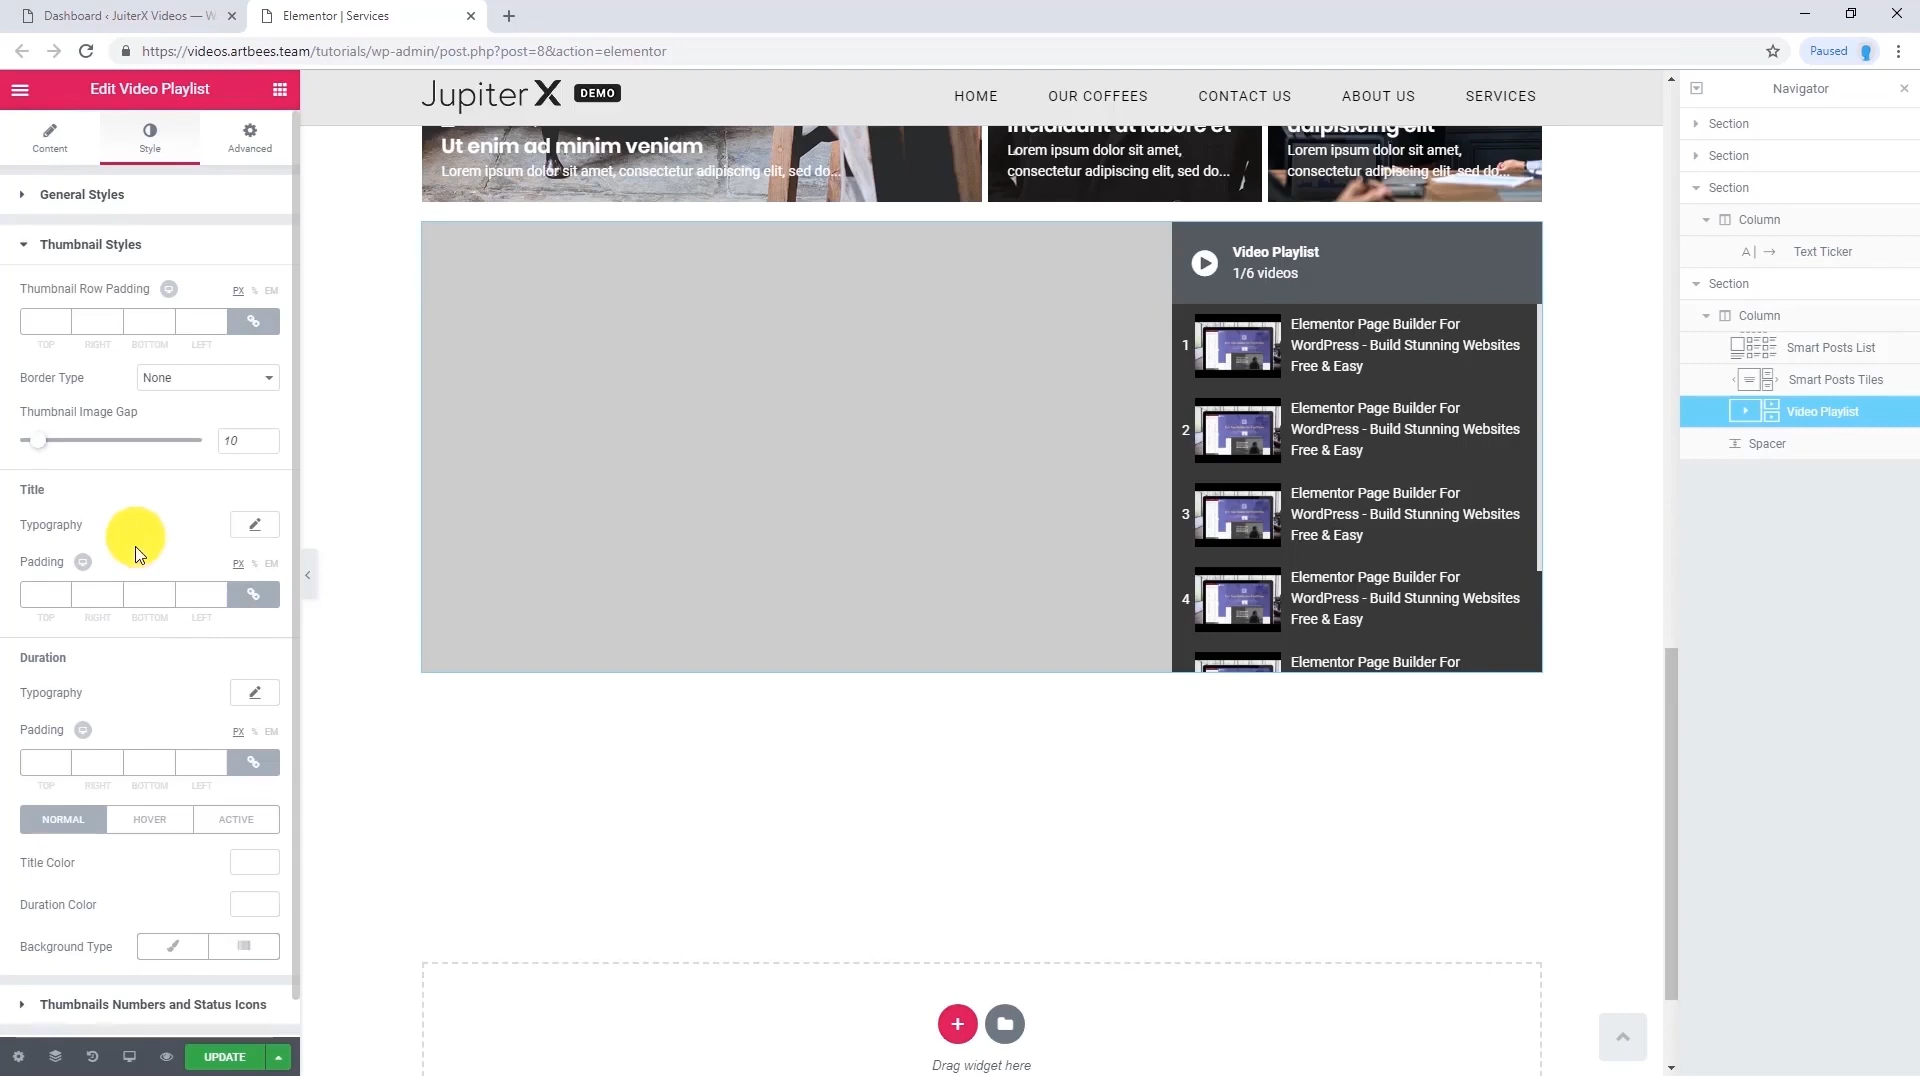 Dashboard ‹ JuiterX Videos — W
Elementor | Services
https://videos.artbees.team/tutorials/wp-admin/post.php?post=8&action=elementor
Paused
Edit Video Playlist
Content
Style
Advanced
General Styles
Thumbnail Styles
Thumbnail Row Padding
PX % EM
TOP RIGHT BOTTOM LEFT
Border Type
None
Thumbnail Image Gap
10
Title
Typography
Padding
PX % EM
TOP RIGHT BOTTOM LEFT
Duration
Typography
Padding
PX % EM
TOP RIGHT BOTTOM LEFT
NORMAL
HOVER
ACTIVE
Title Color
Duration Color
Background Type
Thumbnails Numbers and Status Icons
UPDATE
Jupiter X DEMO
HOME
OUR COFFEES
CONTACT US
ABOUT US
SERVICES
Ut enim ad minim veniam
Lorem ipsum dolor sit amet, consectetur adipiscing elit, sed do...
incididunt ut labore et
Lorem ipsum dolor sit amet,
consectetur adipiscing elit, sed do...
adipiscing elit
Lorem ipsum dolor sit amet,
consectetur adipiscing elit, sed do...
Video Playlist
1/6 videos
1
Elementor Page Builder For
WordPress - Build Stunning Websites
Free & Easy
2
Elementor Page Builder For
WordPress - Build Stunning Websites
Free & Easy
3
Elementor Page Builder For
WordPress - Build Stunning Websites
Free & Easy
4
Elementor Page Builder For
WordPress - Build Stunning Websites
Free & Easy
Elementor Page Builder For
Drag widget here
Navigator
Section
Section
Section
Column
Text Ticker
Section
Column
Smart Posts List
Smart Posts Tiles
Video Playlist
Spacer